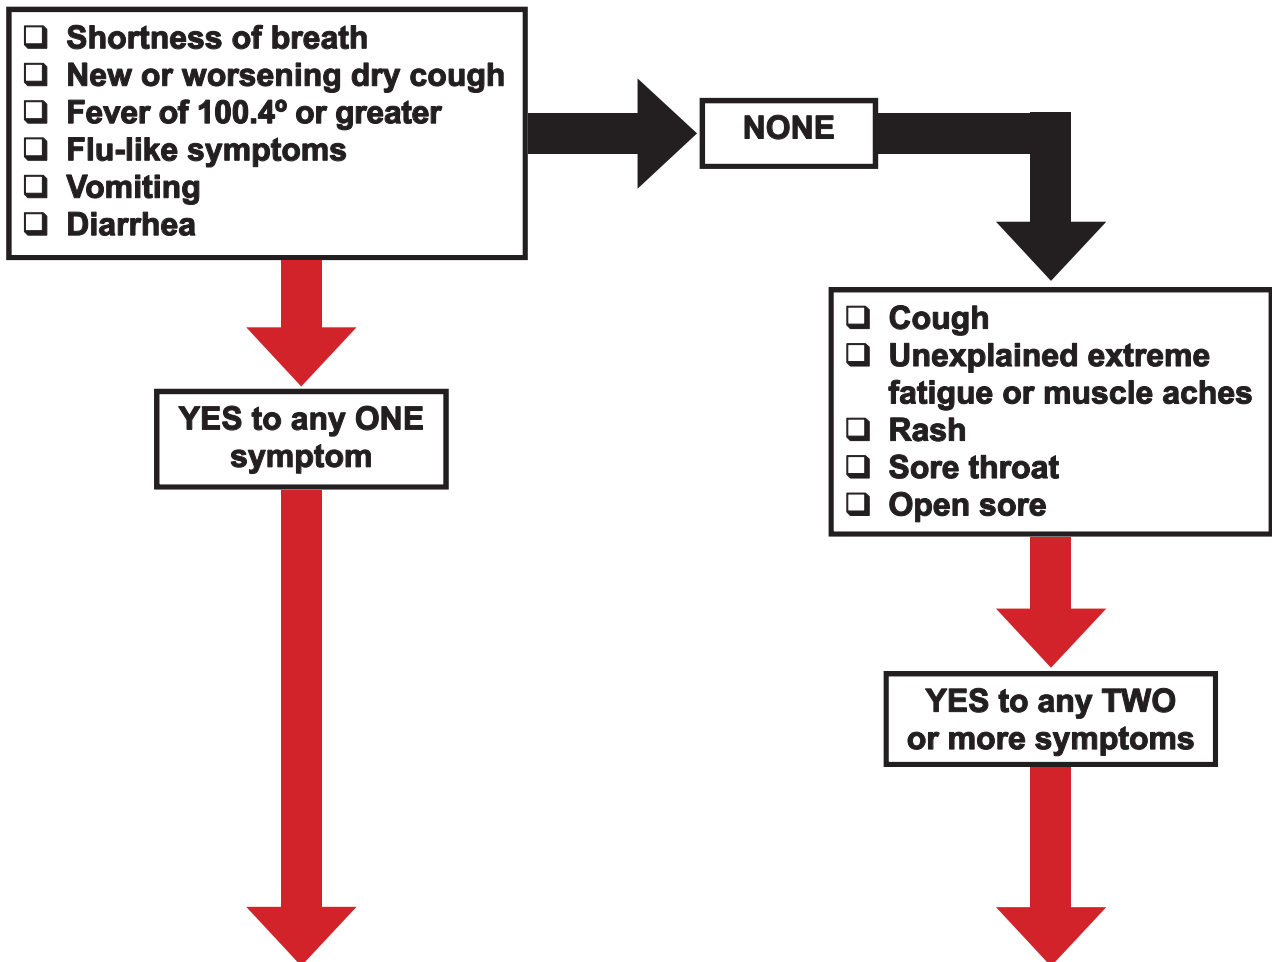 ❑ Shortness of breath
❑ New or worsening dry cough
❑ Fever of 100.4º or greater
❑ Flu-like symptoms
❑ Vomiting
❑ Diarrhea
NONE
YES to any ONE
symptom
❑ Cough
❑ Unexplained extreme
fatigue or muscle aches
❑ Rash
❑ Sore throat
❑ Open sore
YES to any TWO
or more symptoms